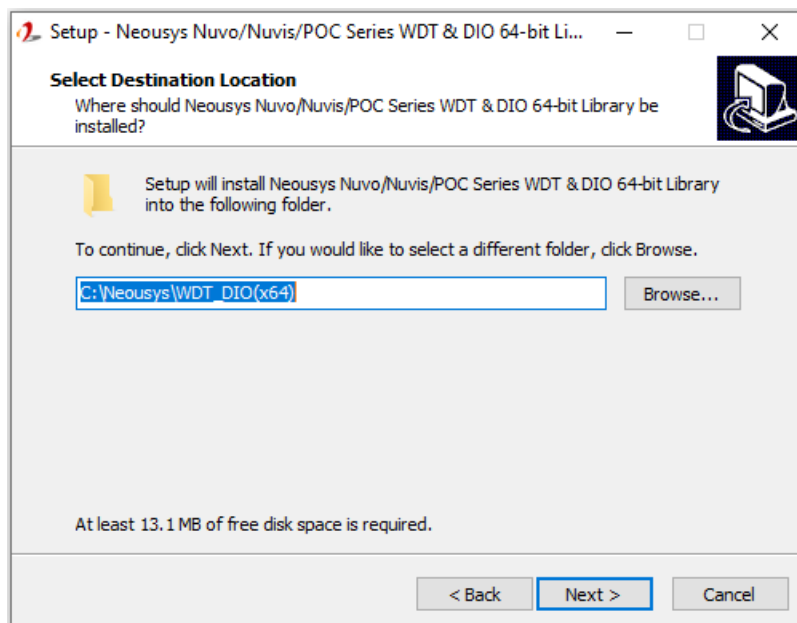 Setup - Neousys Nuvo/Nuvis/POC Series WDT & DIO 64-bit Li...
Select Destination Location
Where should Neousys Nuvo/Nuvis/POC Series WDT & DIO 64-bit Library be
installed?
Setup will install Neousys Nuvo/Nuvis/POC Series WDT & DIO 64-bit Library
into the following folder.
To continue, click Next. If you would like to select a different folder, click Browse.
C:\Neousys\WDT_DIO(x64)
Browse...
At least 13.1 MB of free disk space is required.
< Back
Next >
Cancel